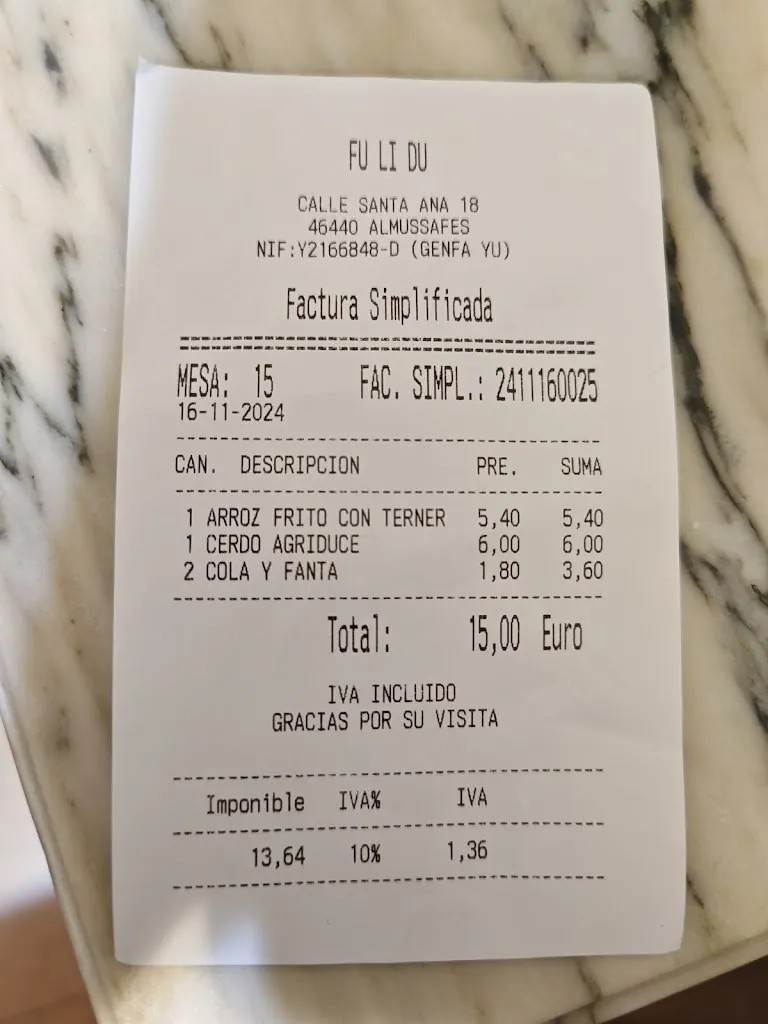 FU LI DU
CALLE SANTA ANA 18
46440 ALMUSSAFES
NIF:Y2166848-D (GENFA YU)
Factura Simplificada
MESA: 15 FAC. SIMPL.: 2411160025
16-11-2024
CAN. DESCRIPCION PRE. SUMA
1 ARROZ FRITO CON TERNER 5,40 5,40
1 CERDO AGRIDUCE 6,00 6,00
2 COLA Y FANTA 1,80 3,60
Total: 15,00 Euro
IVA INCLUIDO
GRACIAS POR SU VISITA
Imponible IVA% IVA
13,64 10% 1,36